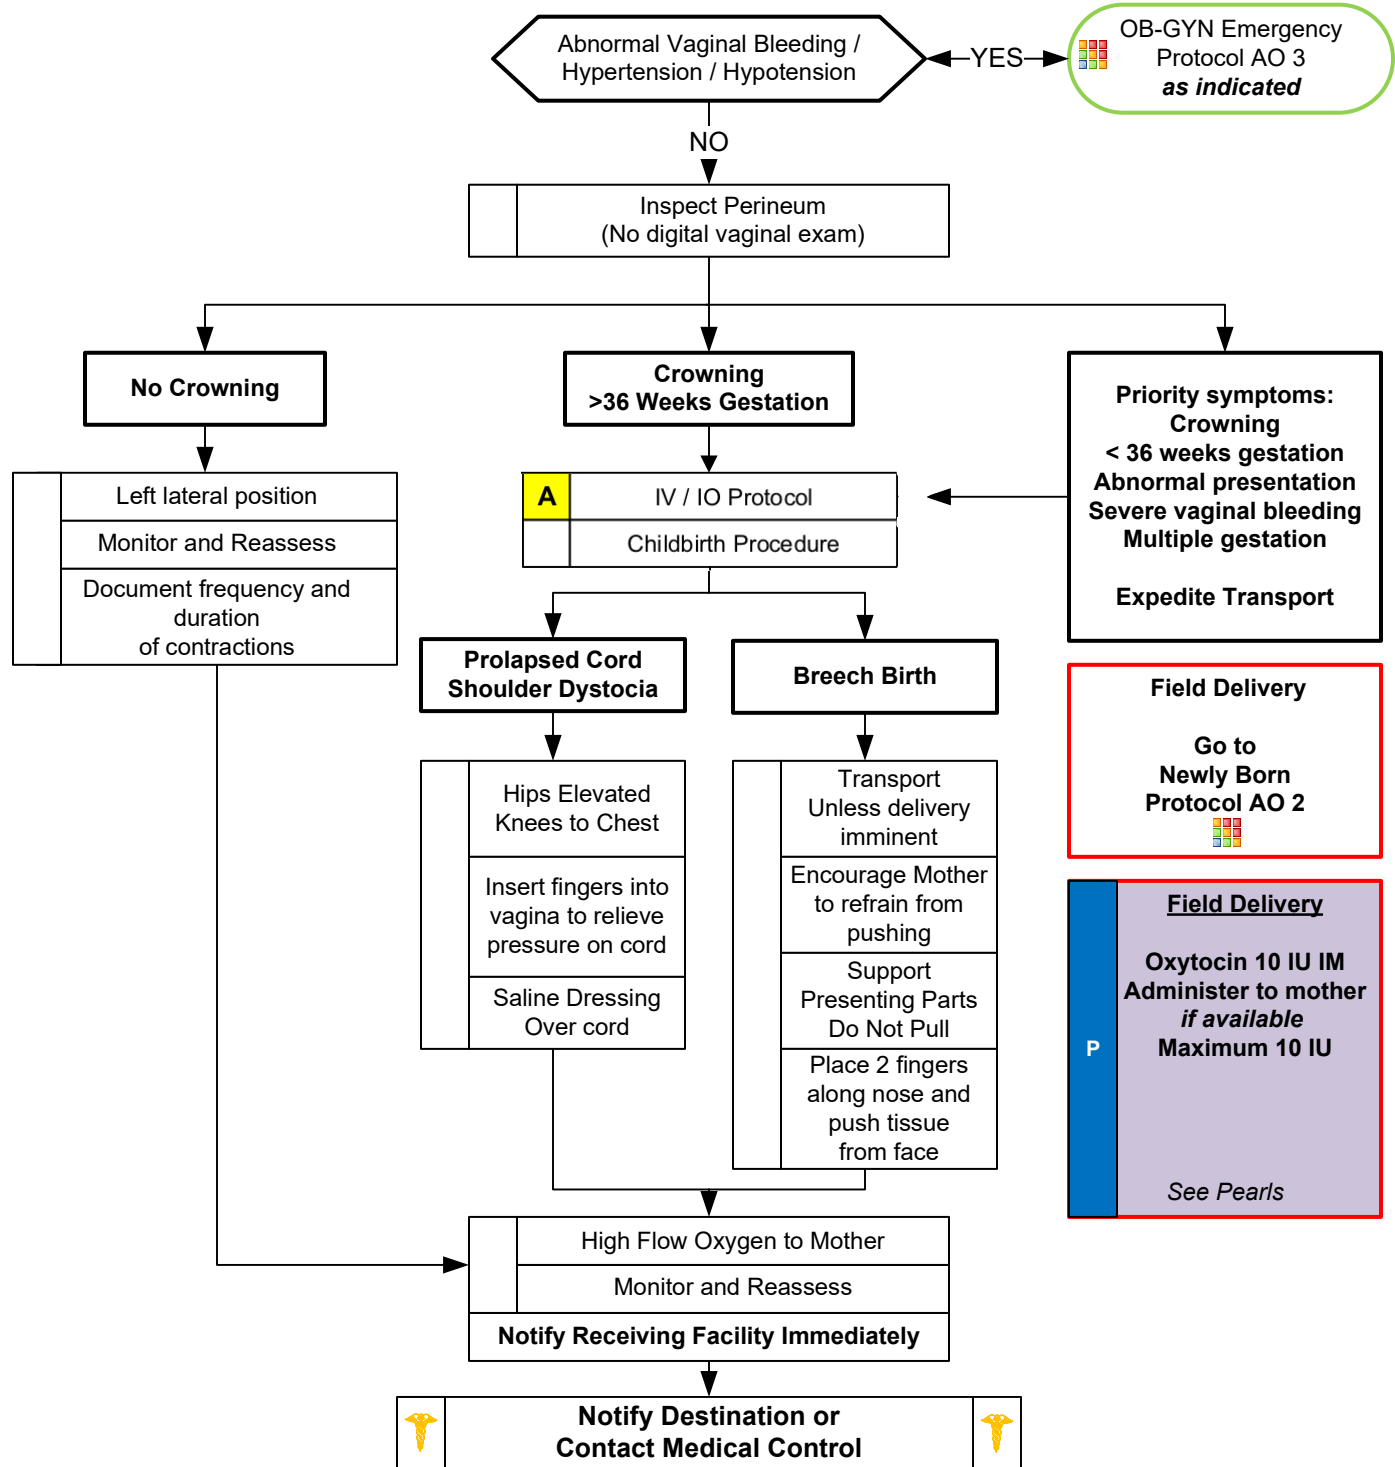 Abnormal Vaginal Bleeding /
Hypertension / Hypotension
YES
OB-GYN Emergency
Protocol AO 3
as indicated
NO
Inspect Perineum
(No digital vaginal exam)
No Crowning
Crowning
>36 Weeks Gestation
Priority symptoms:
Crowning
< 36 weeks gestation
Abnormal presentation
Severe vaginal bleeding
Multiple gestation
Expedite Transport
Left lateral position
Monitor and Reassess
Document frequency and
duration
of contractions
A
IV / IO Protocol
Childbirth Procedure
Prolapsed Cord
Shoulder Dystocia
Breech Birth
Hips Elevated
Knees to Chest
Insert fingers into
vagina to relieve
pressure on cord
Saline Dressing
Over cord
Transport
Unless delivery
imminent
Encourage Mother
to refrain from
pushing
Support
Presenting Parts
Do Not Pull
Place 2 fingers
along nose and
push tissue
from face
Field Delivery
Go to
Newly Born
Protocol AO 2
P
Field Delivery
Oxytocin 10 IU IM
Administer to mother
if available
Maximum 10 IU
See Pearls
High Flow Oxygen to Mother
Monitor and Reassess
Notify Receiving Facility Immediately
Notify Destination or
Contact Medical Control